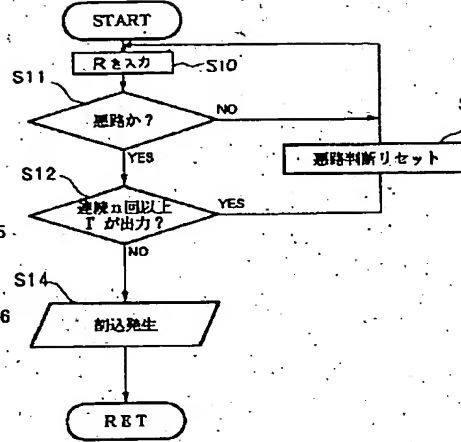 START
Rを入力
S10
S11
悪路か?
NO
YES
S
悪路判断リセット
S12
連続n回以上
Γが出力?
YES
5
NO
S14
6
割込発生
RET